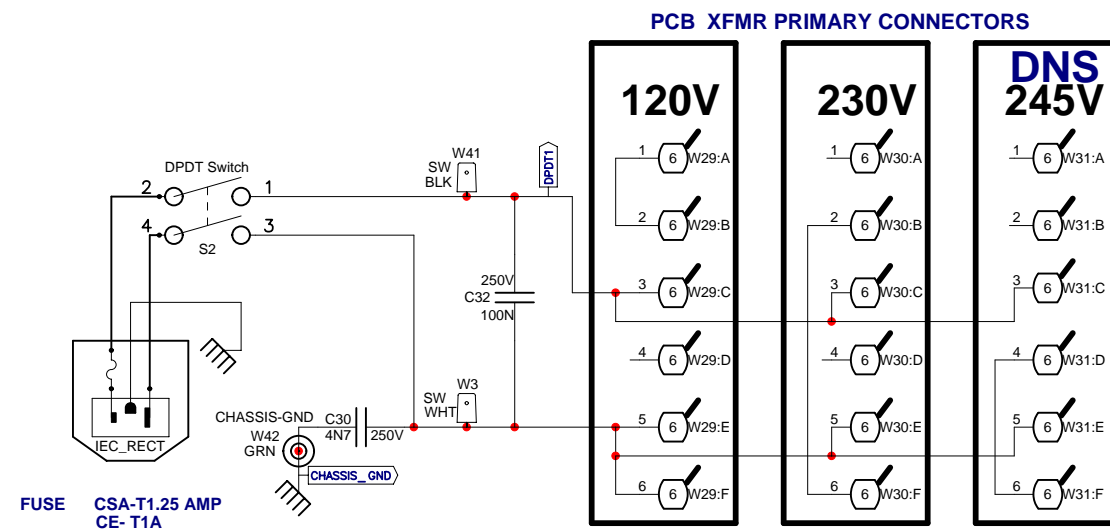 PCB XFMR PRIMARY CONNECTORS
120V
230V
DNS
245V
DPDT Switch
2
1
4
3
S2
W41
SW
BLK
DPDT1
250V
C32
100N
W3
SW
WHT
CHASSIS-GND
W42
GRN
C30
4N7
250V
CHASSIS_GND
IEC_RECT
FUSE CSA-T1.25 AMP
CE- T1A
1 6 W29:A
2 6 W29:B
3 6 W29:C
4 6 W29:D
5 6 W29:E
6 6 W29:F
1 6 W30:A
2 6 W30:B
3 6 W30:C
4 6 W30:D
5 6 W30:E
6 6 W30:F
1 6 W31:A
2 6 W31:B
3 6 W31:C
4 6 W31:D
5 6 W31:E
6 6 W31:F